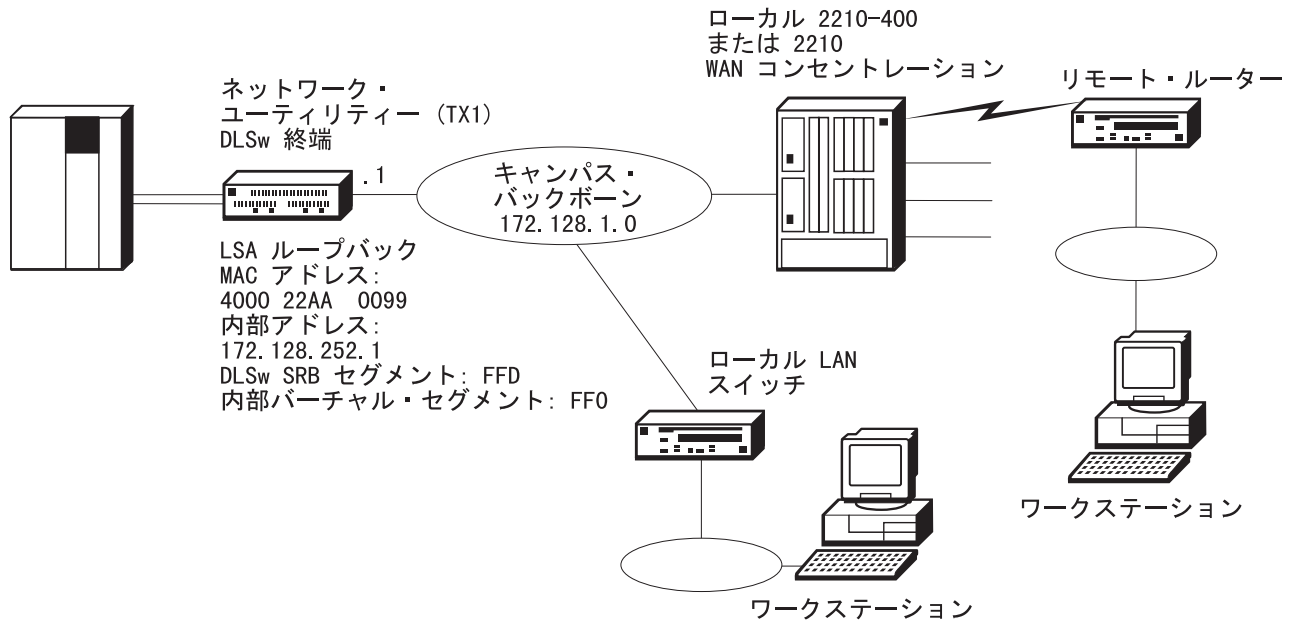 ローカル 2210-400
または 2210
WAN コンセントレーション
リモート・ルーター
ネットワーク・
ユーティリティー (TX1)
DLSw 終端
.1
キャンパス・
バックボーン
172.128.1.0
LSA ループバック
MAC アドレス:
4000 22AA 0099
内部アドレス:
172.128.252.1
DLSw SRB セグメント: FFD
内部バーチャル・セグメント: FF0
ローカル LAN
スイッチ
ワークステーション
ワークステーション